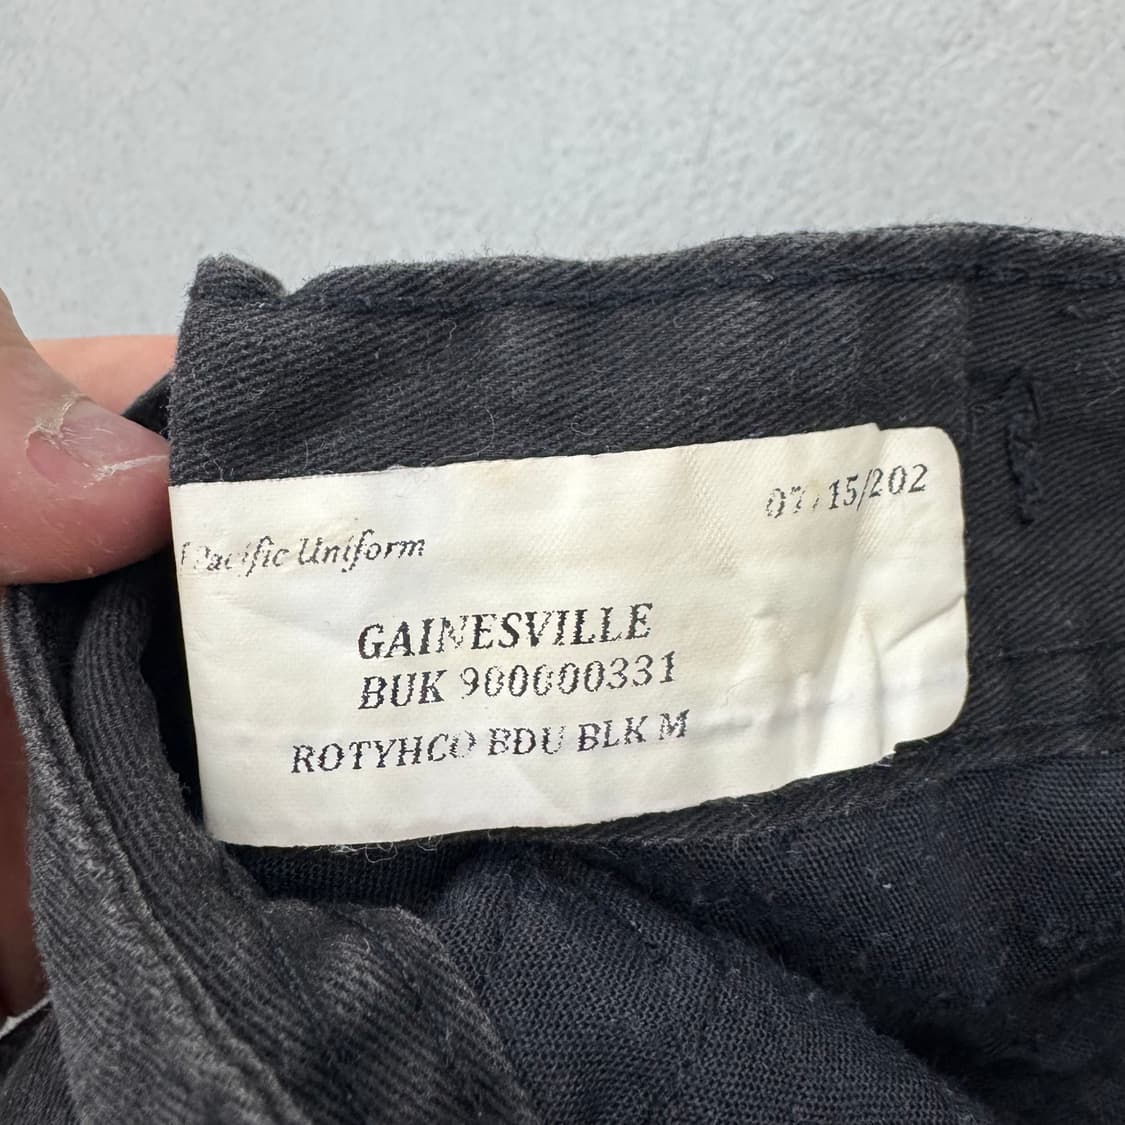 07/15/202
Pacific Uniform
GAINESVILLE
BUK 900000331
ROTYHCO BDU BLK M